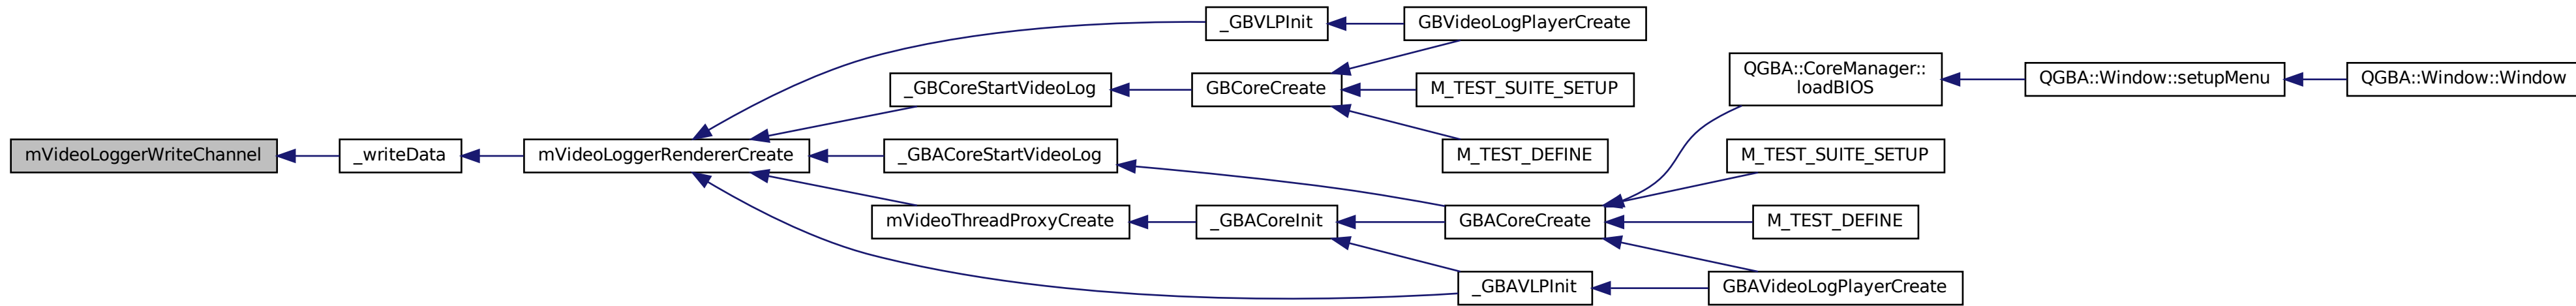 mVideoLoggerWriteChannel
_writeData
mVideoLoggerRendererCreate
_GBVLPInit
_GBCoreStartVideoLog
_GBACoreStartVideoLog
mVideoThreadProxyCreate
_GBAVLPInit
GBVideoLogPlayerCreate
GBCoreCreate
M_TEST_SUITE_SETUP
M_TEST_DEFINE
_GBACoreInit
GBACoreCreate
QGBA::CoreManager::
loadBIOS
QGBA::Window::setupMenu
QGBA::Window::Window
M_TEST_SUITE_SETUP
M_TEST_DEFINE
GBAVideoLogPlayerCreate